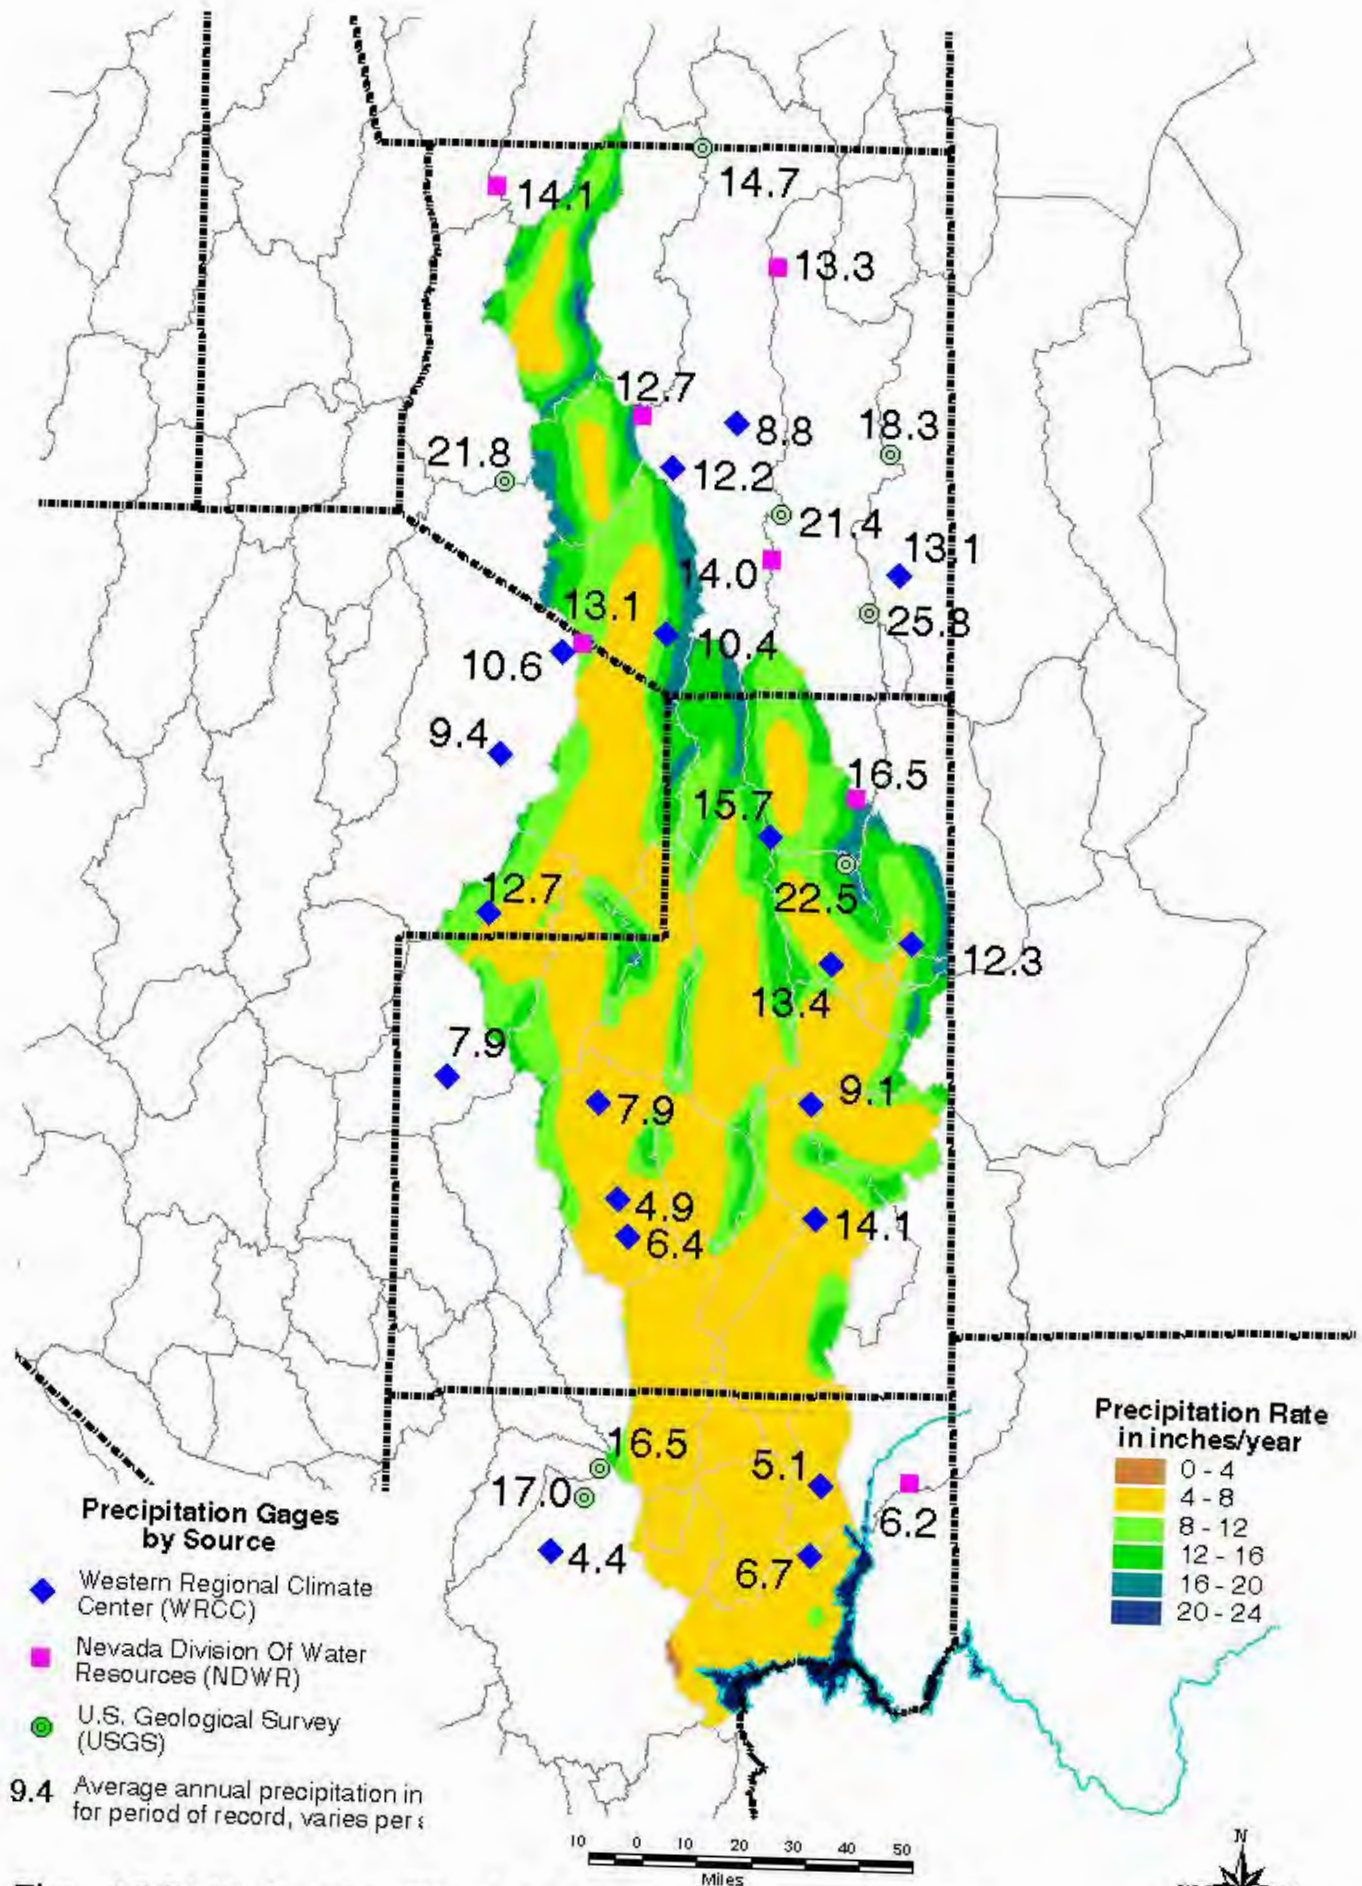 14.1
14.7
13.3
12.7
8.8
18.3
21.8
12.2
21.4
13.1
14.0
13.1
25.8
10.4
10.6
9.4
16.5
15.7
12.7
22.5
12.3
13.4
7.9
7.9
9.1
4.9
14.1
6.4
16.5
5.1
17.0
6.2
4.4
6.7
Precipitation Rate
in inches/year
0 - 4
4 - 8
8 - 12
12 - 16
16 - 20
20 - 24
Precipitation Gages
by Source
Western Regional Climate
Center (WRCC)
Nevada Division Of Water
Resources (NDWR)
U.S. Geological Survey
(USGS)
9.4 Average annual precipitation in
for period of record, varies per
10 0 10 20 30 40 50
Miles
N